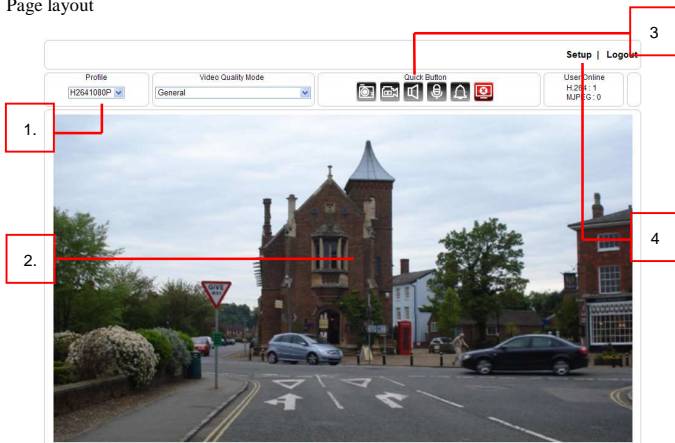 Page layout
3
Setup | Logout
Profile
Video Quality Mode
Quick Button
User Online
H2641080P
General
H.264 : 1
MJPEG : 0
1.
2.
4
GIVE WAY